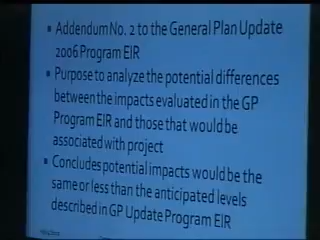 • Addendum No. 2 to the General Plan Update
2006 Program EIR
• Purpose to analyze the potential differences
between the impacts evaluated in the GP
Program EIR and those that would be
associated with project
• Concludes potential impacts would be the
same or less than the anticipated levels
described in GP Update Program EIR